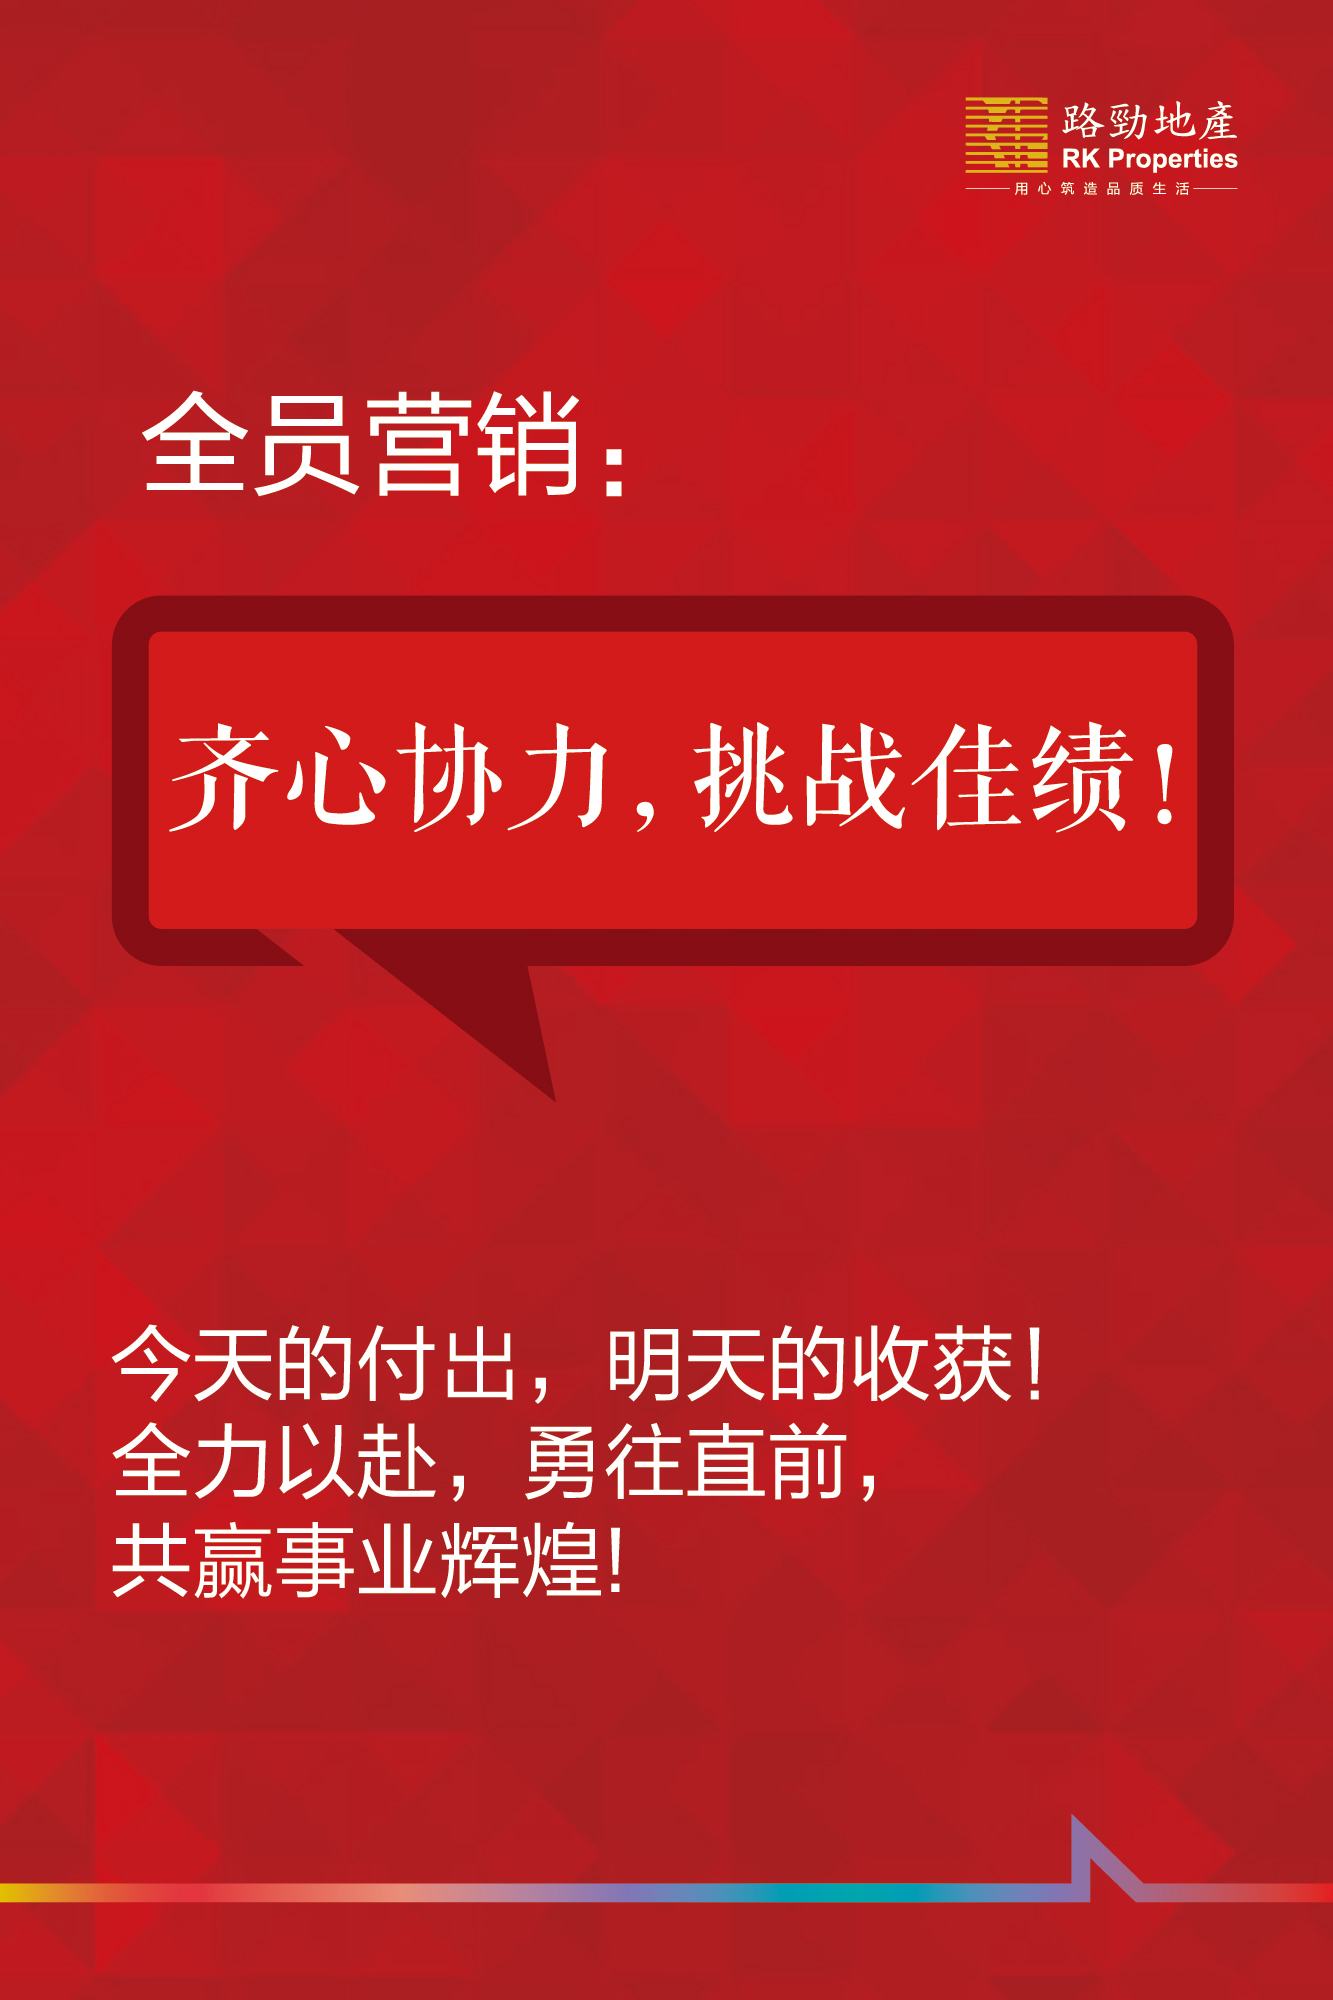 路勁地產
RK Properties
用心筑造品质生活
全员营销：
齐心协力，挑战佳绩！
今天的付出，明天的收获！
全力以赴，勇往直前，
共赢事业辉煌！